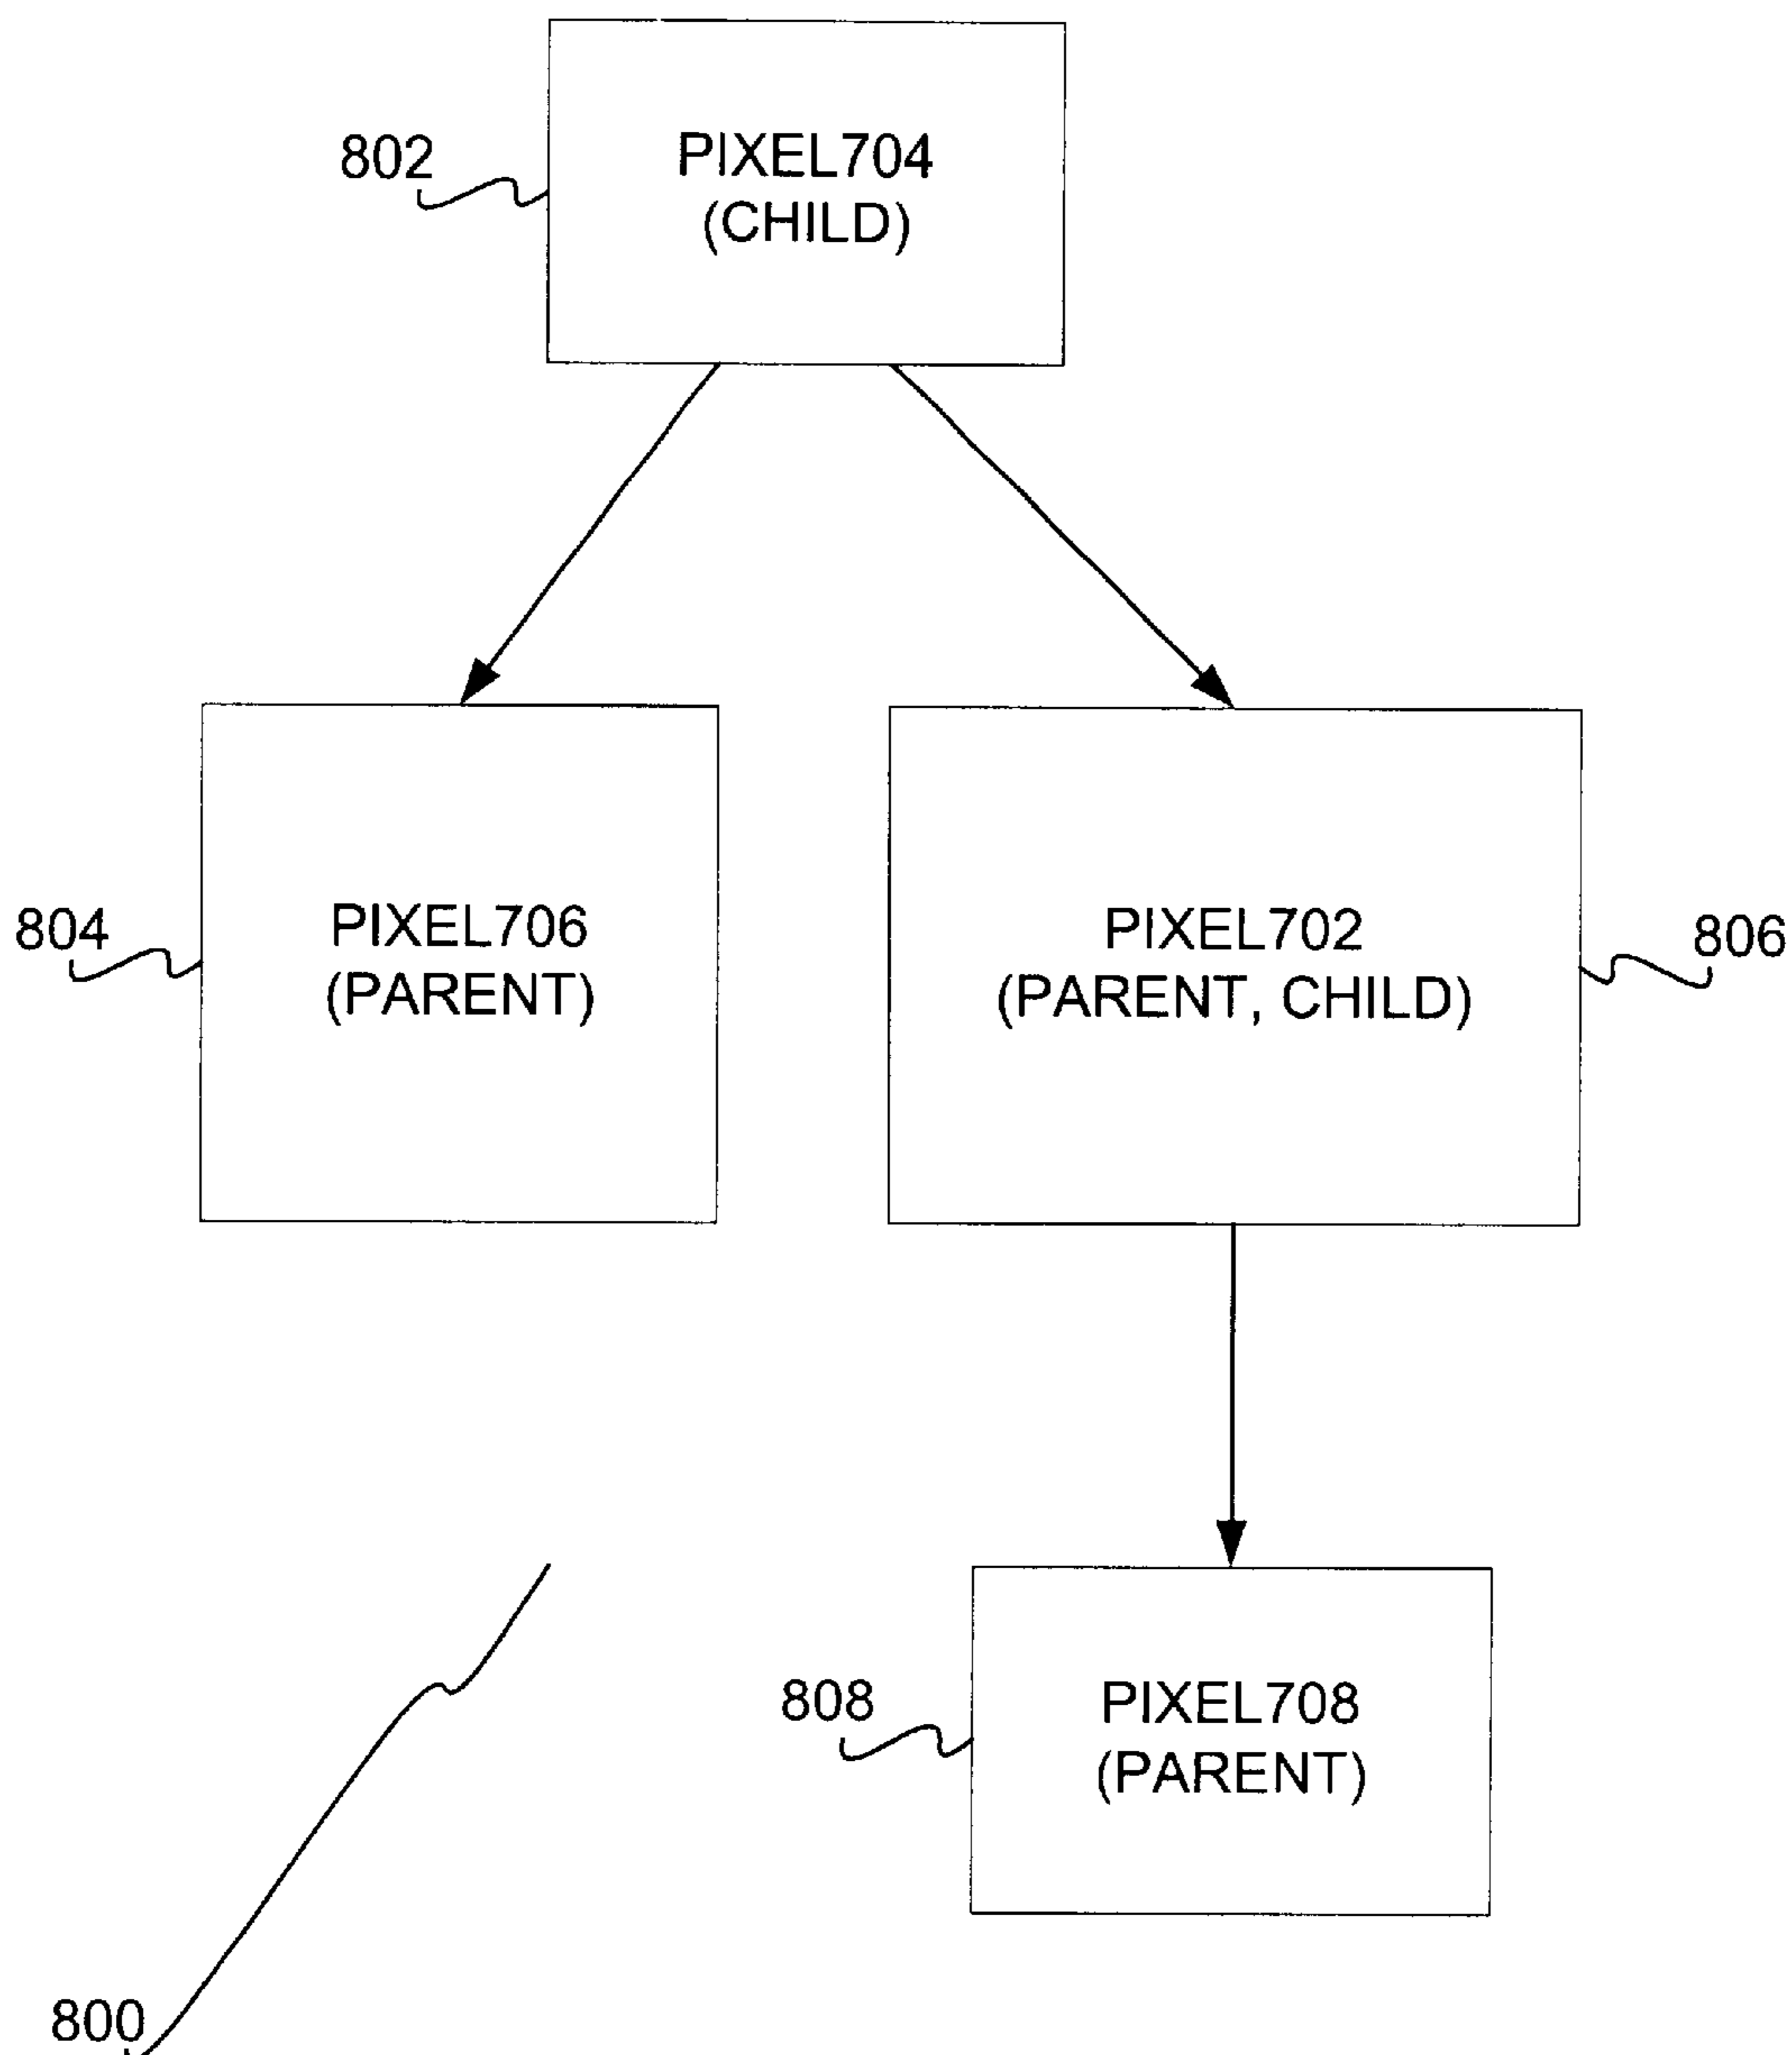 802
PIXEL704
(CHILD)
804
PIXEL706
(PARENT)
PIXEL702
(PARENT, CHILD)
806
808
PIXEL708
(PARENT)
800